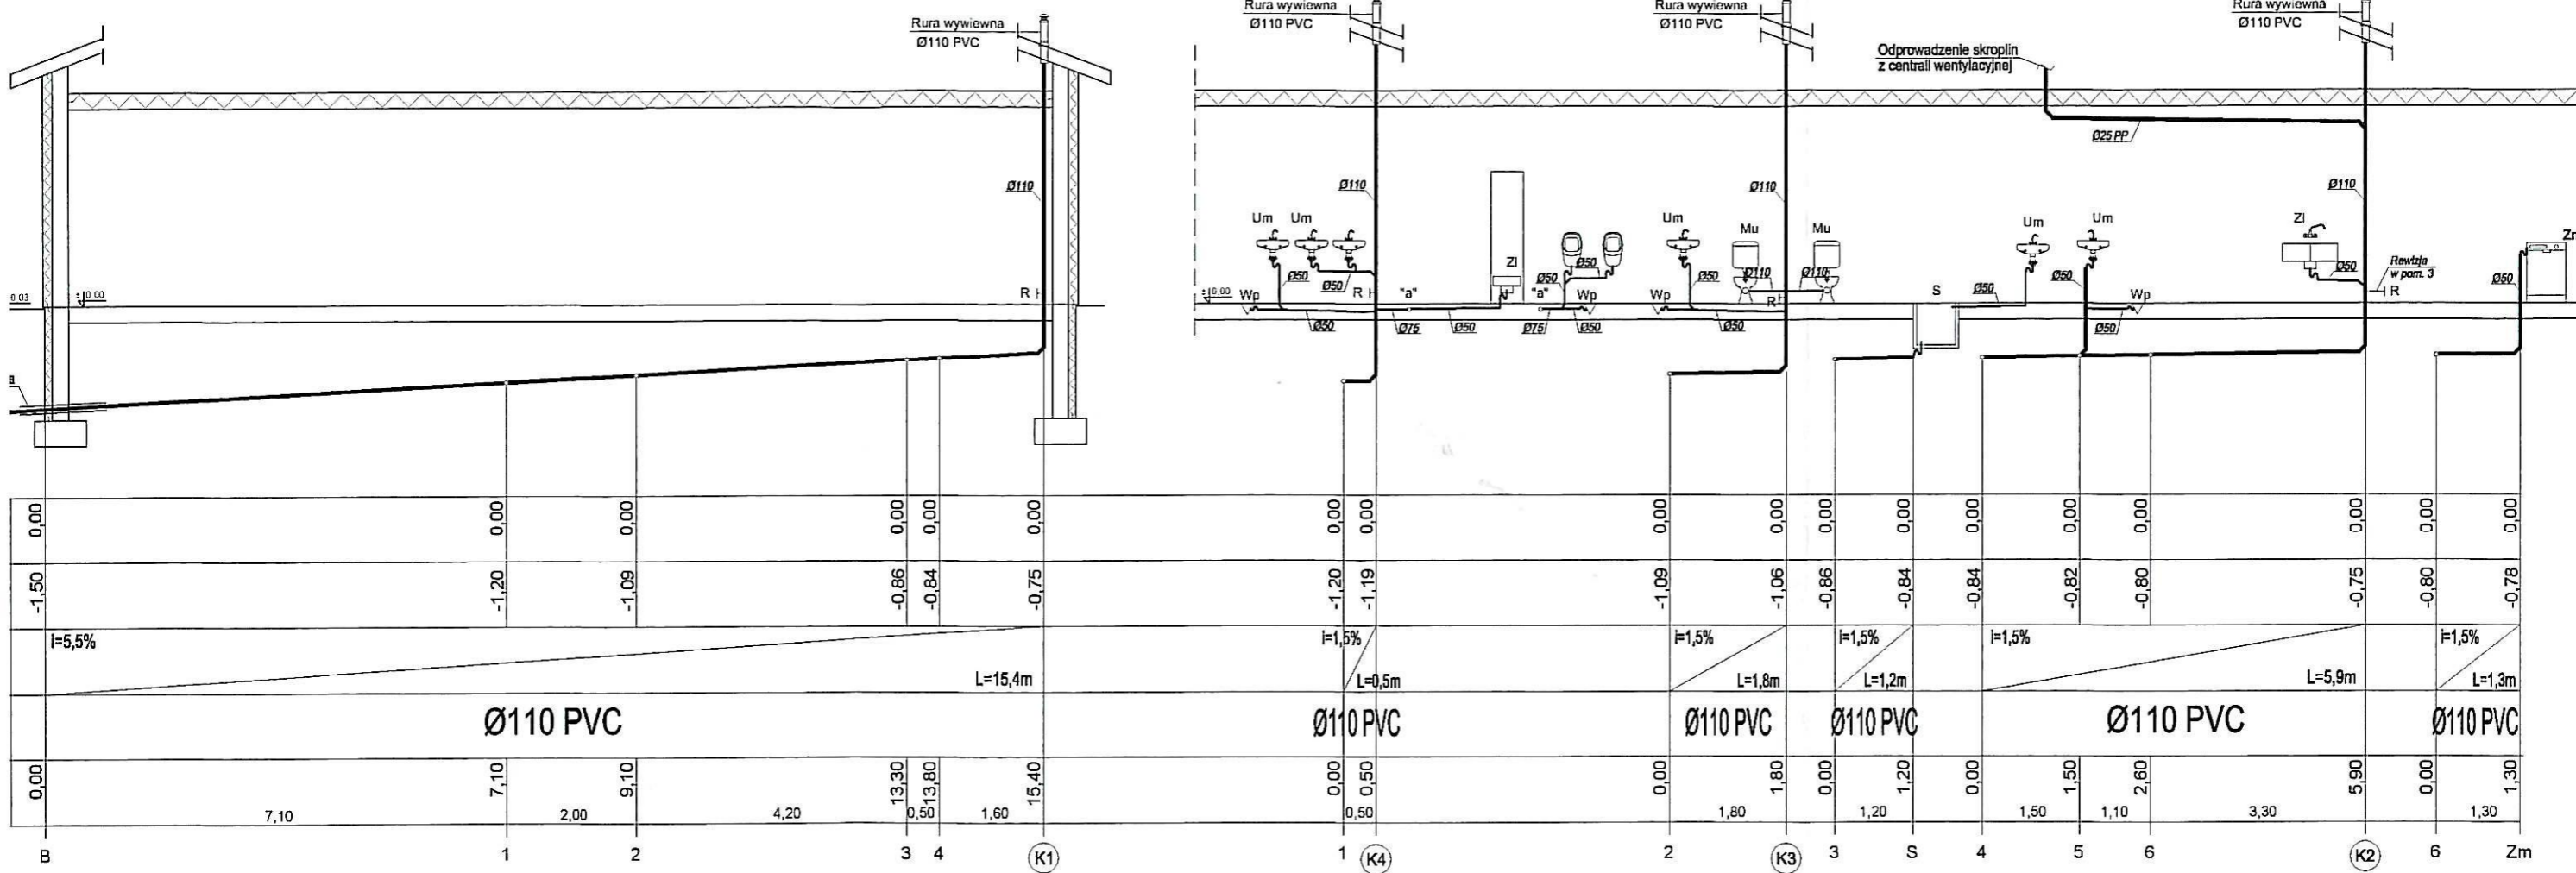 Rura wywiewna
Ø110 PVC
Rura wywiewna
Ø110 PVC
Rura wywiewna
Ø110 PVC
Rura wywiewna
Ø110 PVC
Odprowadzenie skroplin
z centrali wentylacyjnej
Ø25 PP
Ø110
Ø110
Ø110
Ø110
Um Um
Um
Mu
Mu
Um
Um
Zl
Zl
Ø50
Ø50
Ø50
Ø50
Ø50
Ø110
Ø110
Ø50
Ø50
Ø50
Rewizja
w pom. 3
Ø50
0.03
±0.00
R
±0.00
Wp
R
"a"
"a"
Wp
Wp
R
S
Wp
R
Ø50
Ø75
Ø50
Ø75
Ø50
Ø50
Ø50
0,00 0,00 0,00 0,00 0,00 0,00 0,00 0,00 0,00 0,00 0,00 0,00 0,00 0,00 0,00 0,00 0,00 0,00
-1,50 -1,20 -1,09 -0,86 -0,84 -0,75 -1,20 -1,19 -1,09 -1,06 -0,86 -0,84 -0,84 -0,82 -0,80 -0,75 -0,80 -0,78
i=5,5% i=1,5% i=1,5% i=1,5% i=1,5% i=1,5%
L=15,4m L=0,5m L=1,8m L=1,2m L=5,9m L=1,3m
Ø110 PVC Ø110 PVC Ø110 PVC Ø110 PVC Ø110 PVC Ø110 PVC
0,00 7,10 9,10 13,30 13,80 15,40 0,00 0,50 0,00 1,80 0,00 1,20 0,00 1,50 2,60 5,90 0,00 1,30
7,10 2,00 4,20 0,50 1,60 0,50 1,80 1,20 1,50 1,10 3,30 1,30
B 1 2 3 4 K1 1 K4 2 K3 3 S 4 5 6 K2 6 Zm